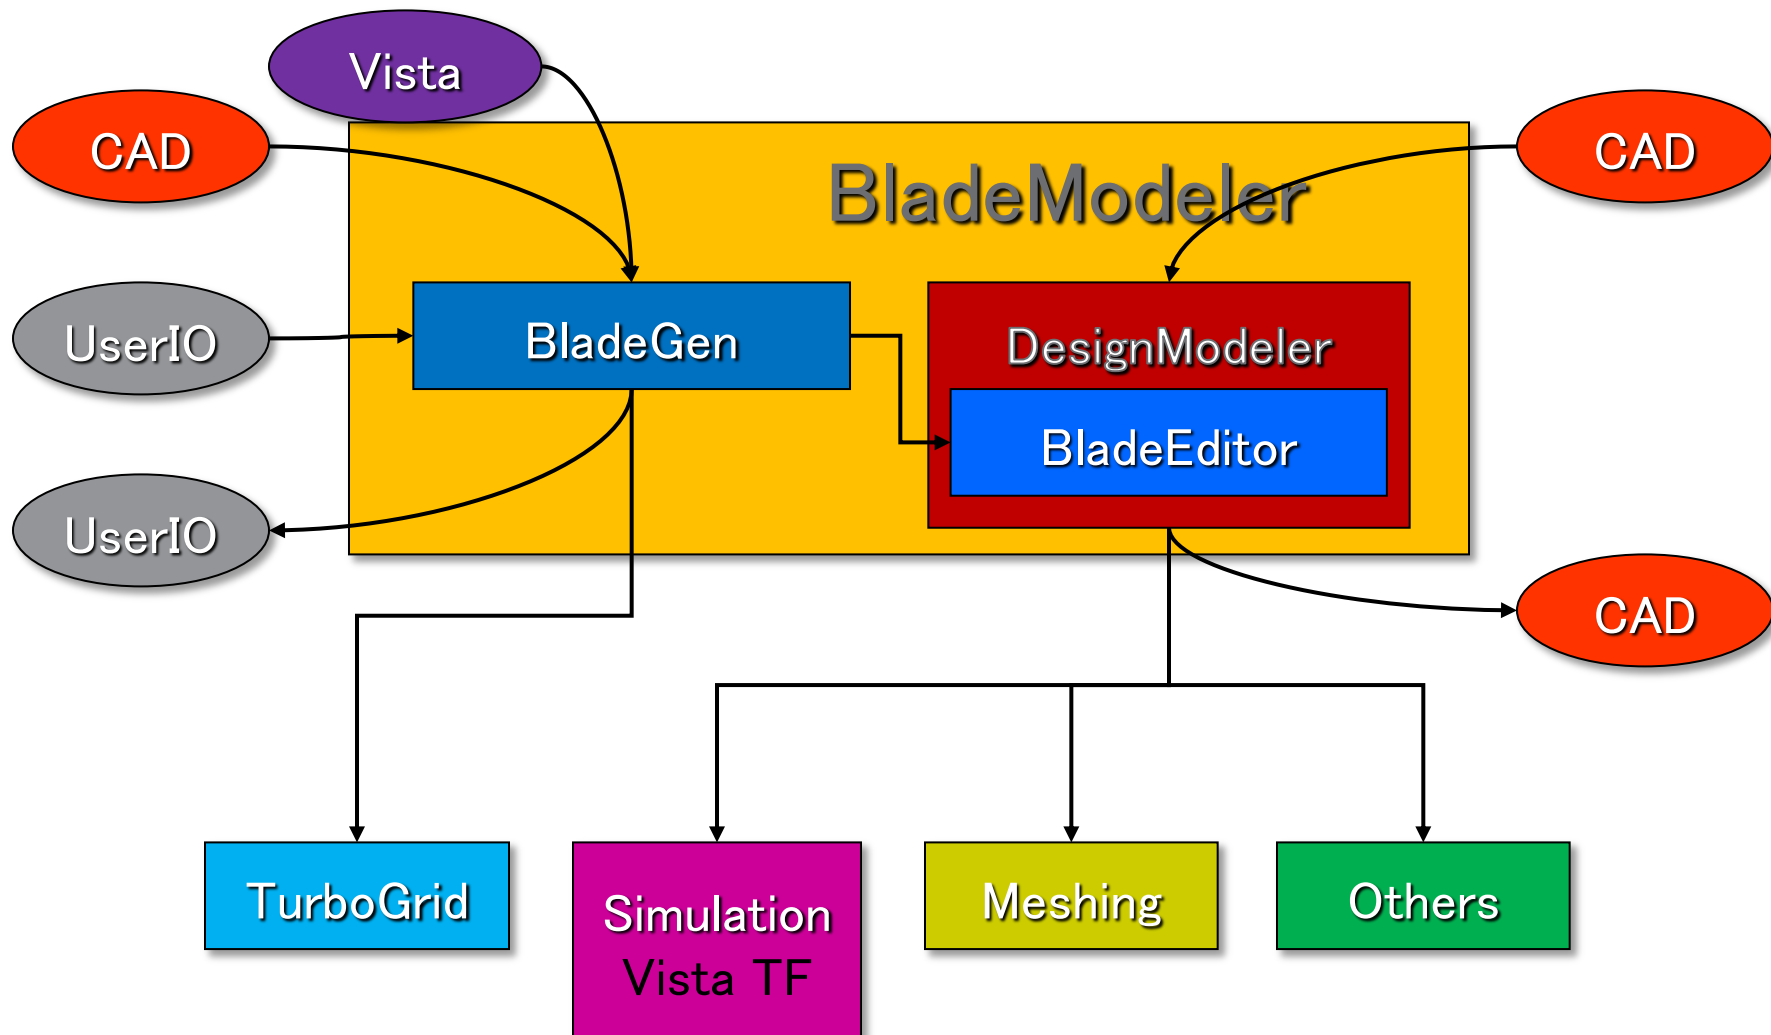 Vista
CAD
CAD
BladeModeler
UserIO
BladeGen
DesignModeler
BladeEditor
UserIO
CAD
TurboGrid
Simulation
Vista TF
Meshing
Others